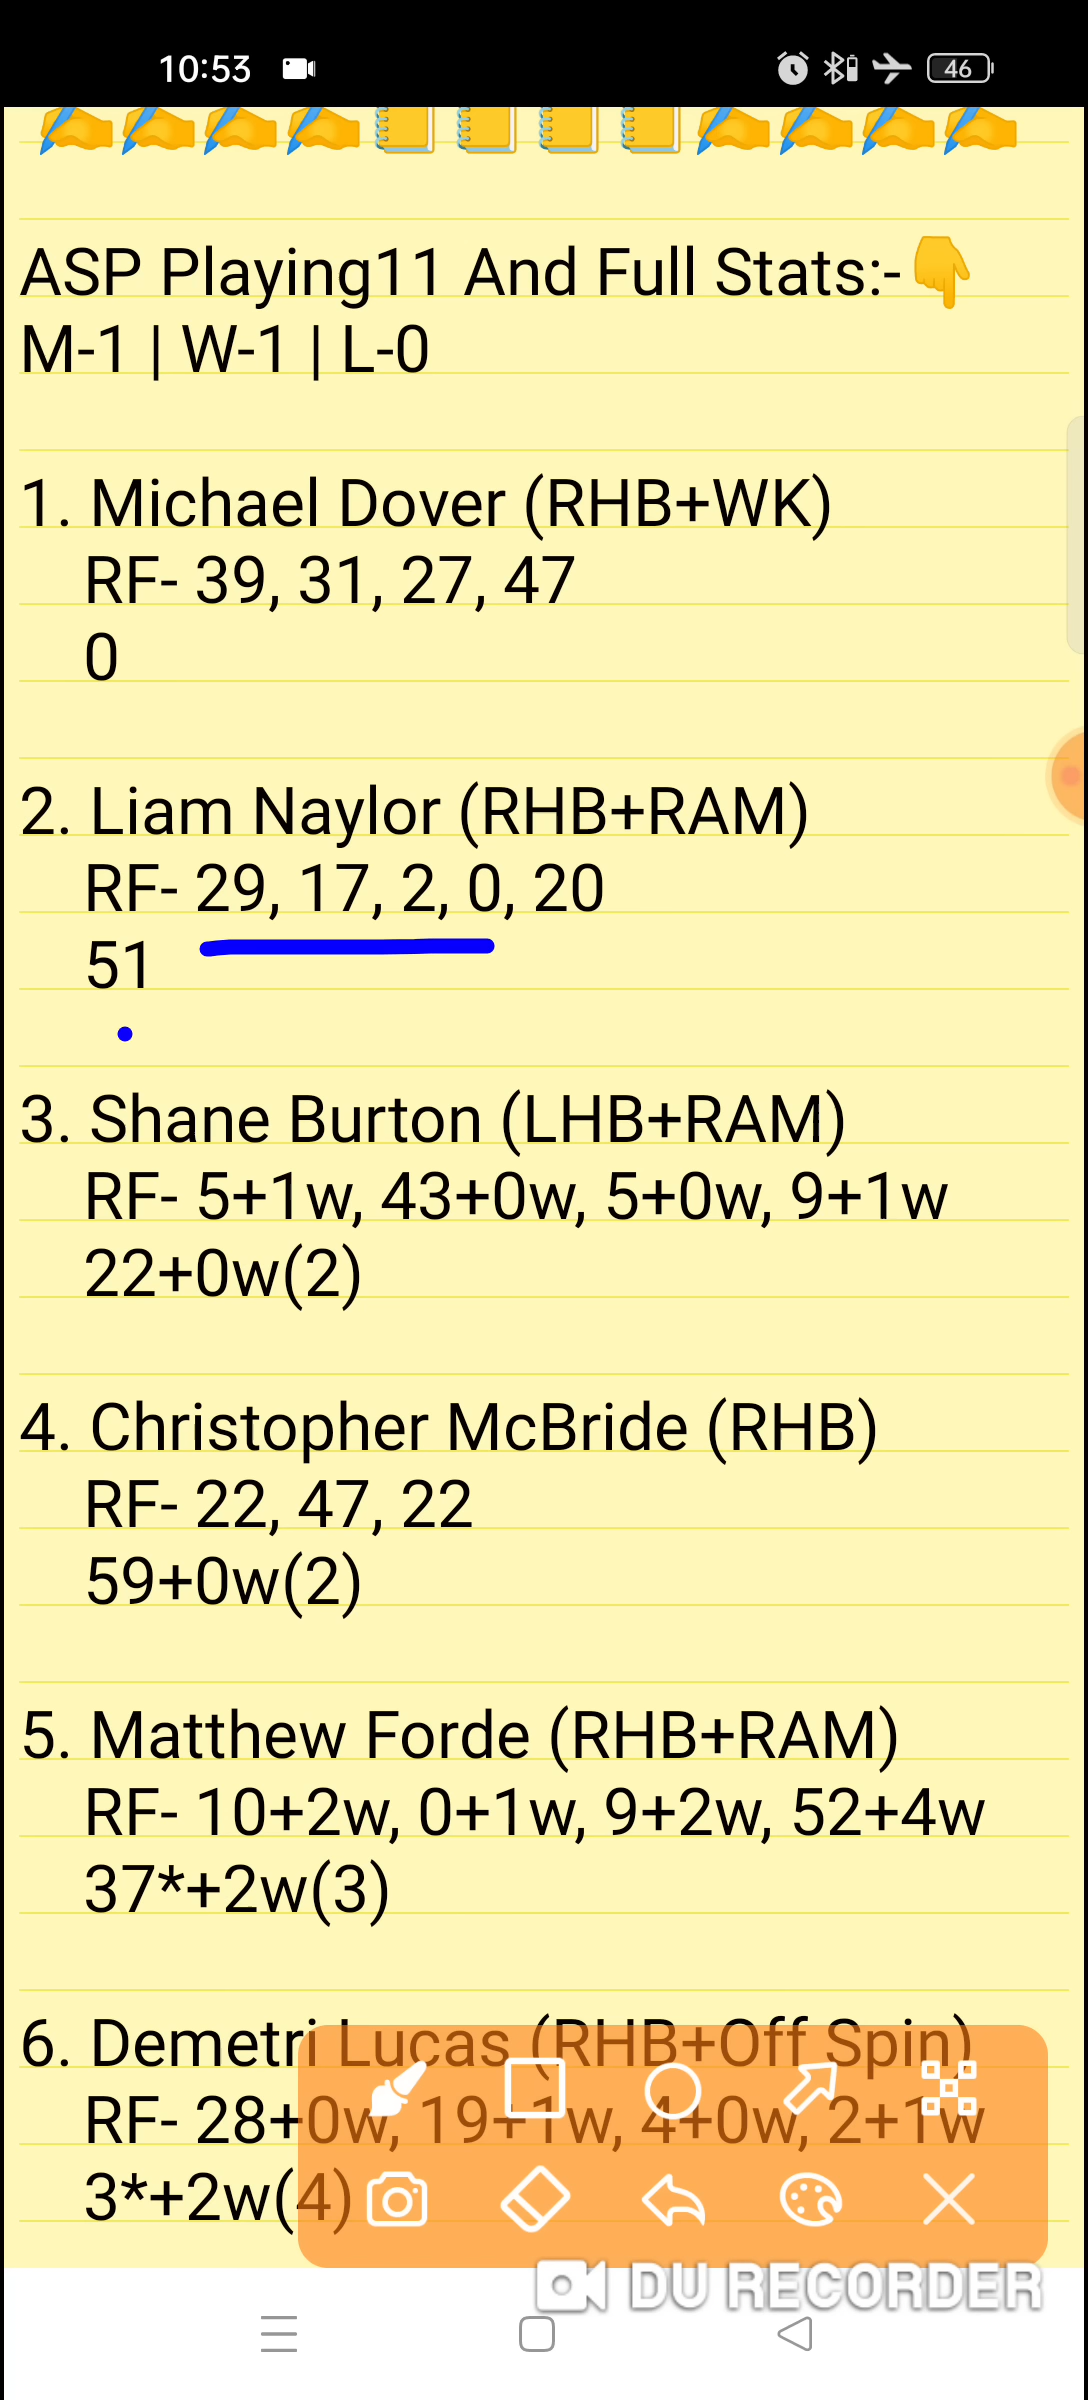 10:53
46
ASP Playing11 And Full Stats:-
M-1 | W-1 | L-0
1. Michael Dover (RHB+WK)
RF- 39, 31, 27, 47
0
2. Liam Naylor (RHB+RAM)
RF- 29, 17, 2, 0, 20
51
3. Shane Burton (LHB+RAM)
RF- 5+1w, 43+0w, 5+0w, 9+1w
22+0w(2)
4. Christopher McBride (RHB)
RF- 22, 47, 22
59+0w(2)
5. Matthew Forde (RHB+RAM)
RF- 10+2w, 0+1w, 9+2w, 52+4w
37*+2w(3)
6. Demetri Lucas (RHB+Off Spin)
RF- 28+0w, 19+1w, 4+0w, 2+1w
3*+2w(4)
DU RECORDER